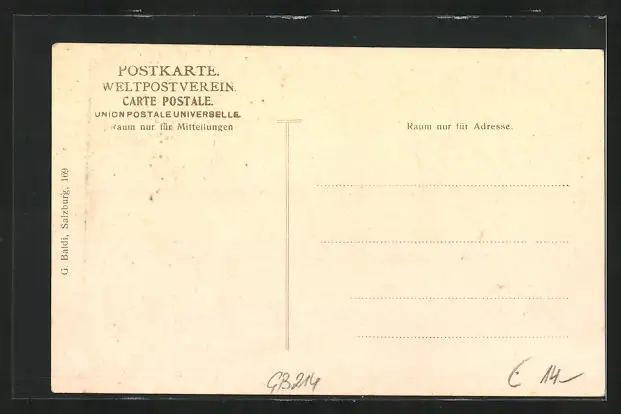 POSTKARTE.
WELTPOSTVEREIN.
CARTE POSTALE.
UNION POSTALE UNIVERSELLE.
Raum nur für Mitteilungen
Raum nur für Adresse.
G. Baldi, Salzburg, 169
GB214
€ 14–